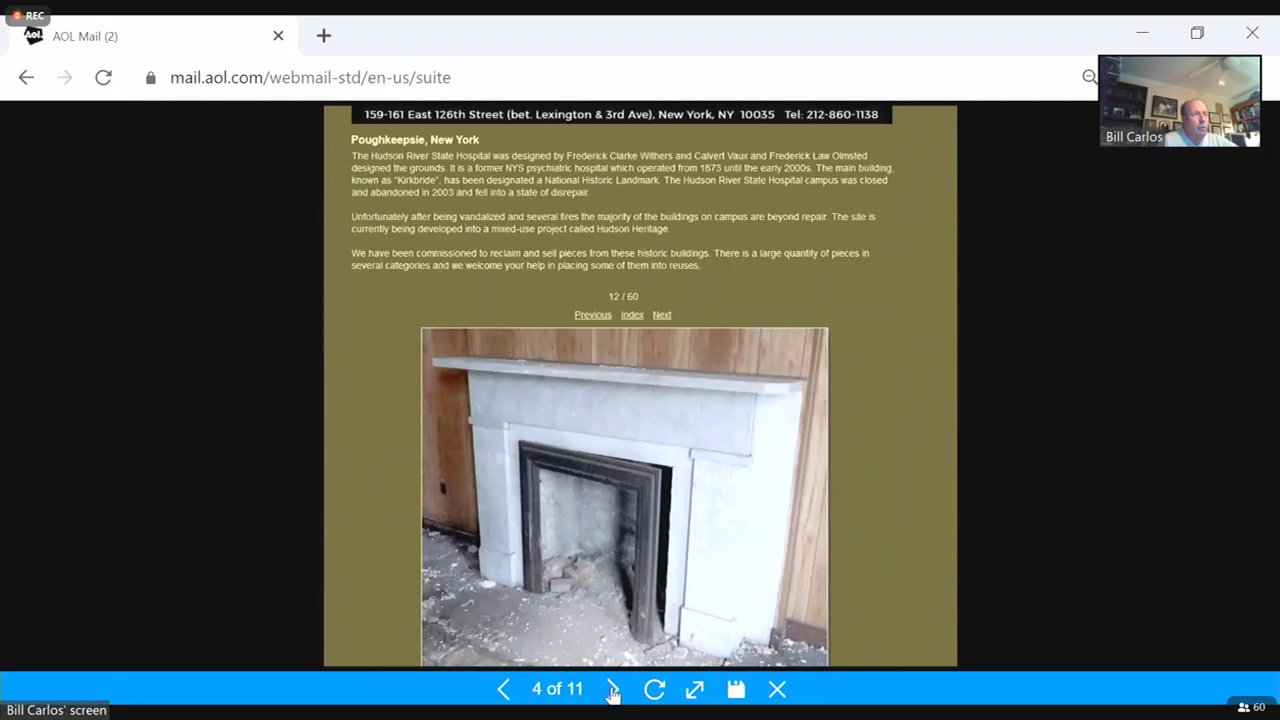 REC
AOL Mail (2)
mail.aol.com/webmail-std/en-us/suite
Bill Carlos
159-161 East 126th Street (bet. Lexington & 3rd Ave), New York, NY 10035 Tel: 212-860-1138
Poughkeepsie, New York
The Hudson River State Hospital was designed by Frederick Clarke Withers and Calvert Vaux and Frederick Law Olmsted
designed the grounds. It is a former NYS psychiatric hospital which operated from 1873 until the early 2000s. The main building,
known as "Kirkbride", has been designated a National Historic Landmark. The Hudson River State Hospital campus was closed
and abandoned in 2003 and fell into a state of disrepair.
Unfortunately after being vandalized and several fires the majority of the buildings on campus are beyond repair. The site is
currently being developed into a mixed-use project called Hudson Heritage.
We have been commissioned to reclaim and sell pieces from these historic buildings. There is a large quantity of pieces in
several categories and we welcome your help in placing some of them into reuses.
12 / 60
Previous index Next
4 of 11
Bill Carlos' screen
60